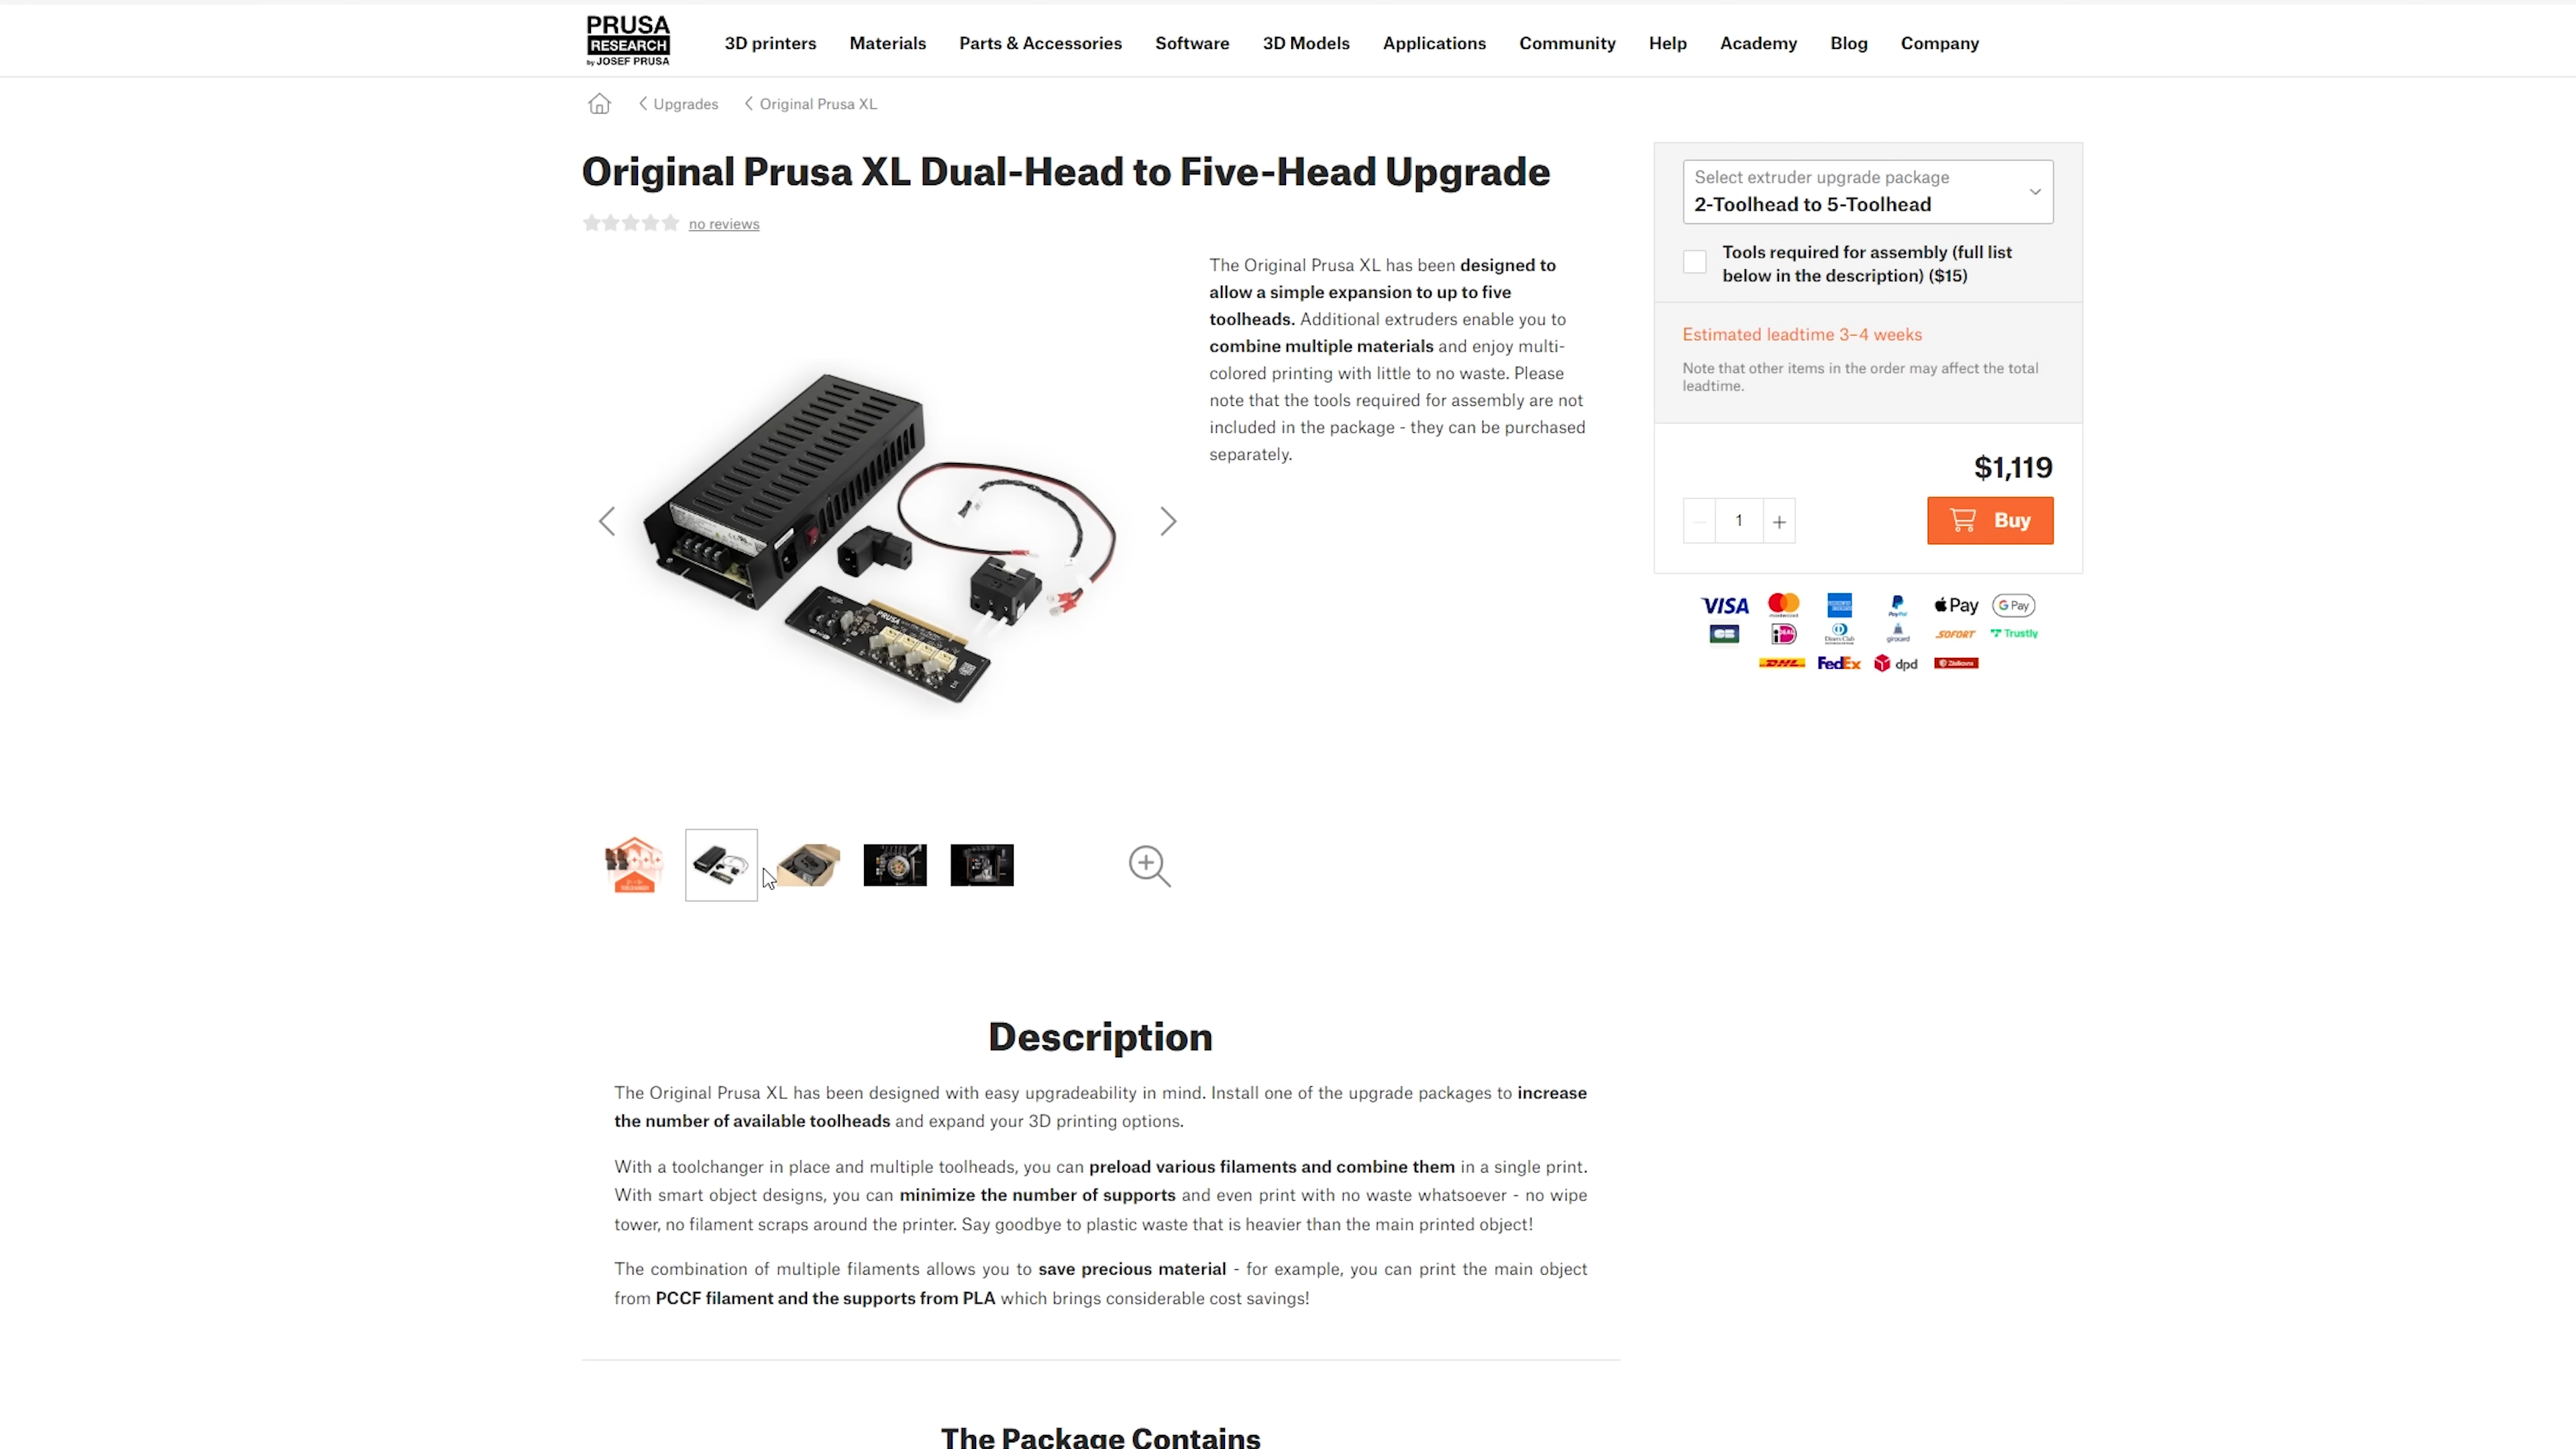 PRUSA
RESEARCH
by JOSEF PRUSA
3D printers Materials Parts & Accessories Software 3D Models Applications Community Help Academy Blog Company
Upgrades Original Prusa XL
Original Prusa XL Dual-Head to Five-Head Upgrade
no reviews
The Original Prusa XL has been designed to
allow a simple expansion to up to five
toolheads. Additional extruders enable you to
combine multiple materials and enjoy multi-
colored printing with little to no waste. Please
note that the tools required for assembly are not
included in the package - they can be purchased
separately.
PRUSA
Select extruder upgrade package
2-Toolhead to 5-Toolhead
Tools required for assembly (full list
below in the description) ($15)
Estimated leadtime 3–4 weeks
Note that other items in the order may affect the total
leadtime.
$1,119
1
Buy
VISA mastercard AMERICAN EXPRESS PayPal Pay G Pay
CB iDEAL Diners Club girocard SOFORT Trustly
DHL FedEx dpd Zásilkovna
Description
The Original Prusa XL has been designed with easy upgradeability in mind. Install one of the upgrade packages to increase
the number of available toolheads and expand your 3D printing options.
With a toolchanger in place and multiple toolheads, you can preload various filaments and combine them in a single print.
With smart object designs, you can minimize the number of supports and even print with no waste whatsoever - no wipe
tower, no filament scraps around the printer. Say goodbye to plastic waste that is heavier than the main printed object!
The combination of multiple filaments allows you to save precious material - for example, you can print the main object
from PCCF filament and the supports from PLA which brings considerable cost savings!
The Package Contains